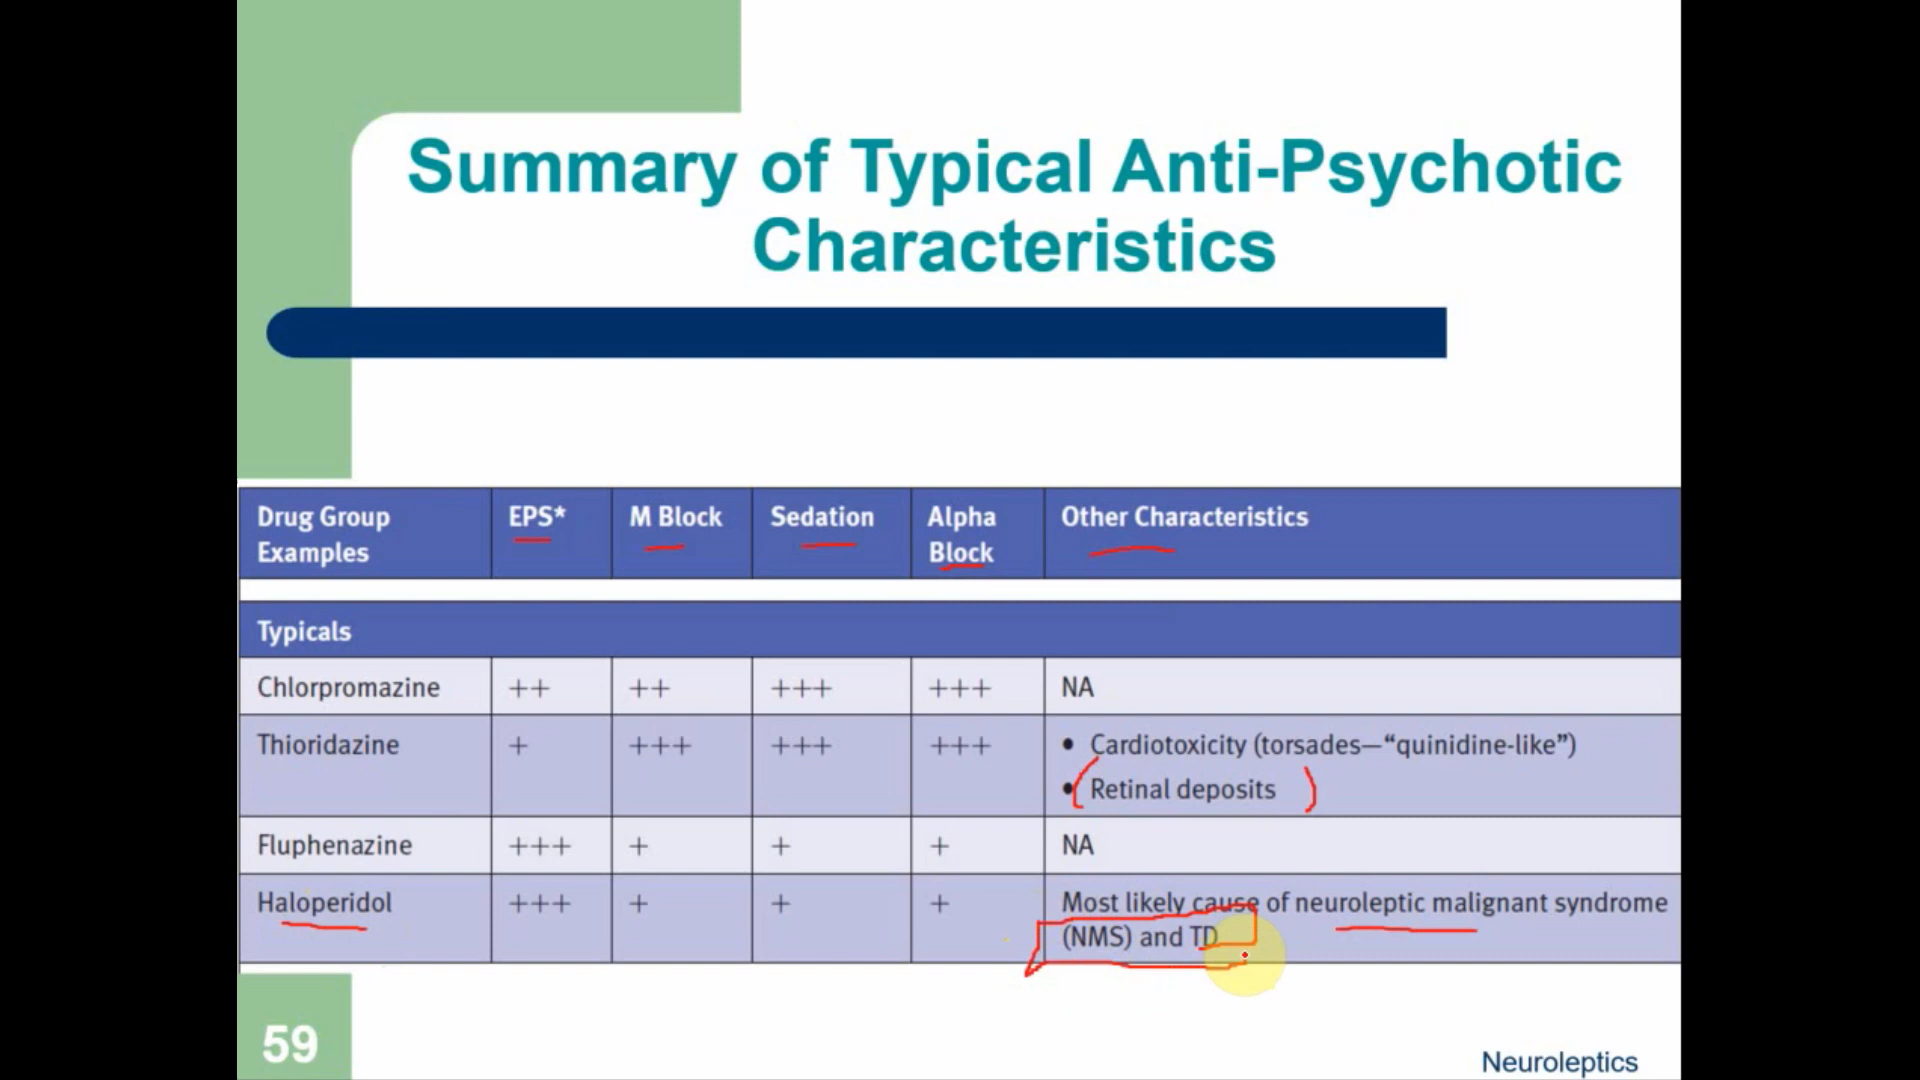 Summary of Typical Anti-Psychotic
Characteristics
Drug Group Examples EPS* M Block Sedation Alpha Block Other Characteristics
Typicals
Chlorpromazine ++ ++ +++ +++ NA
Thioridazine + +++ +++ +++ • Cardiotoxicity (torsades—“quinidine-like”)
• Retinal deposits
Fluphenazine +++ + + + NA
Haloperidol +++ + + + Most likely cause of neuroleptic malignant syndrome
(NMS) and TD
59
Neuroleptics